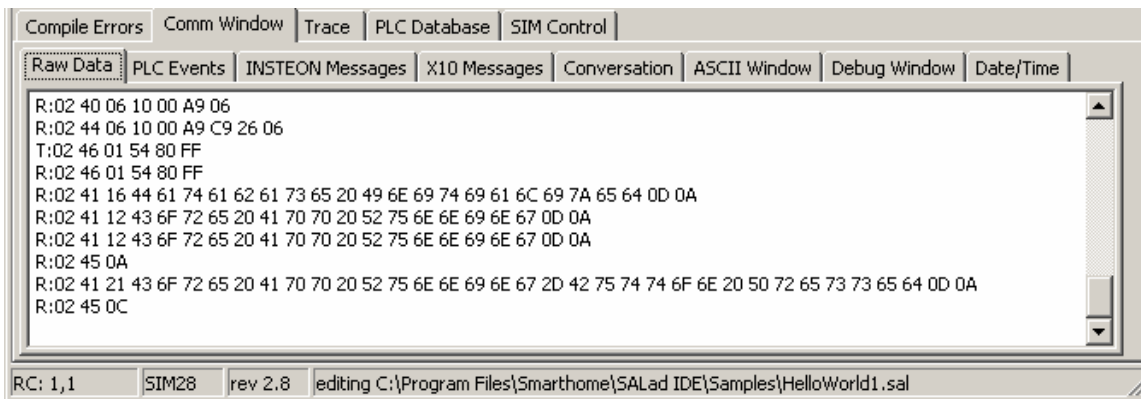 Compile Errors Comm Window Trace PLC Database SIM Control
Raw Data PLC Events INSTEON Messages X10 Messages Conversation ASCII Window Debug Window Date/Time
R:02 40 06 10 00 A9 06
R:02 44 06 10 00 A9 C9 26 06
T:02 46 01 54 80 FF
R:02 46 01 54 80 FF
R:02 41 16 44 61 74 61 62 61 73 65 20 49 6E 69 74 69 61 6C 69 7A 65 64 0D 0A
R:02 41 12 43 6F 72 65 20 41 70 70 20 52 75 6E 6E 69 6E 67 0D 0A
R:02 41 12 43 6F 72 65 20 41 70 70 20 52 75 6E 6E 69 6E 67 0D 0A
R:02 45 0A
R:02 41 21 43 6F 72 65 20 41 70 70 20 52 75 6E 6E 69 6E 67 2D 42 75 74 74 6F 6E 20 50 72 65 73 73 65 64 0D 0A
R:02 45 0C
RC: 1,1 SIM28 rev 2.8 editing C:\Program Files\Smarthome\SALad IDE\Samples\HelloWorld1.sal